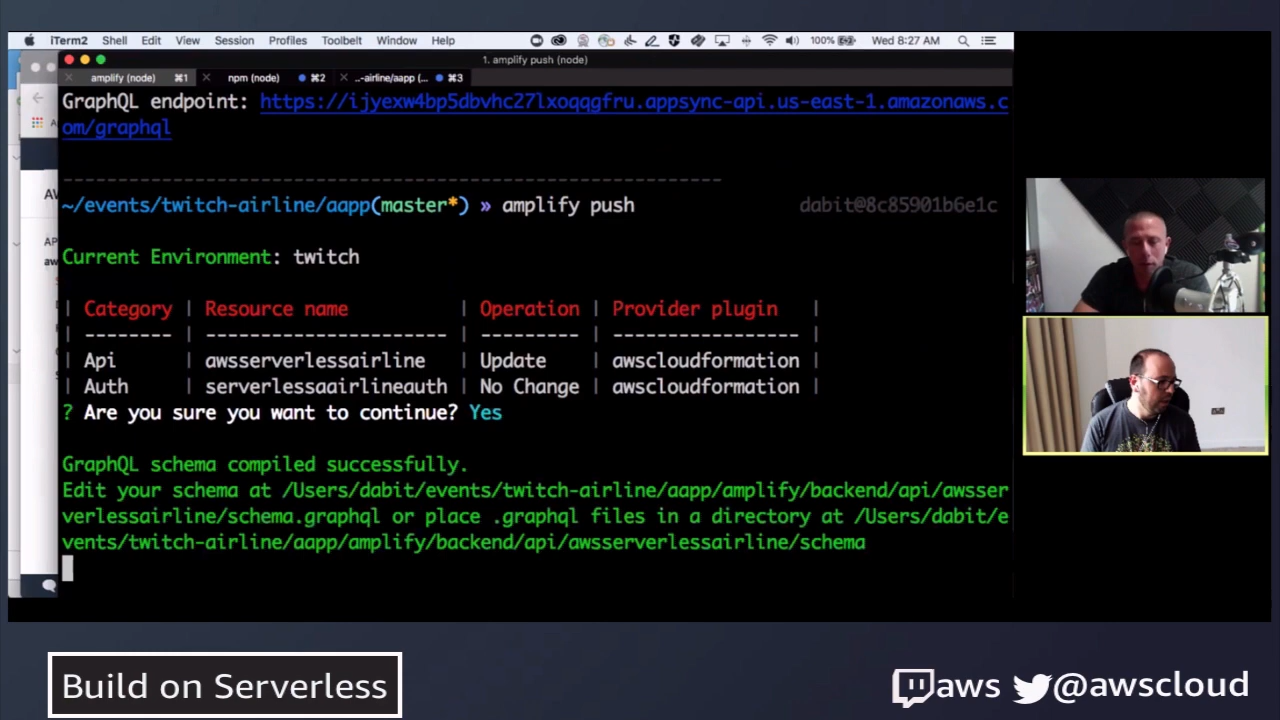 iTerm2 Shell Edit View Session Profiles Toolbelt Window Help 100% Wed 8:27 AM
1. amplify push (node)
amplify (node) ⌘1 npm (node) ⌘2 ..-airline/aapp (... ⌘3
GraphQL endpoint: https://ijyexw4bp5dbvhc27lxoqqgfru.appsync-api.us-east-1.amazonaws.c
om/graphql
--------------------------------------------------------------
~/events/twitch-airline/aapp(master*) » amplify push dabit@8c85901b6e1c
Current Environment: twitch
| Category | Resource name | Operation | Provider plugin |
| -------- | ---------------------- | --------- | ----------------- |
| Api | awsserverlessairline | Update | awscloudformation |
| Auth | serverlessaairlineauth | No Change | awscloudformation |
? Are you sure you want to continue? Yes
GraphQL schema compiled successfully.
Edit your schema at /Users/dabit/events/twitch-airline/aapp/amplify/backend/api/awsser
verlessairline/schema.graphql or place .graphql files in a directory at /Users/dabit/e
vents/twitch-airline/aapp/amplify/backend/api/awsserverlessairline/schema
Build on Serverless
aws @awscloud